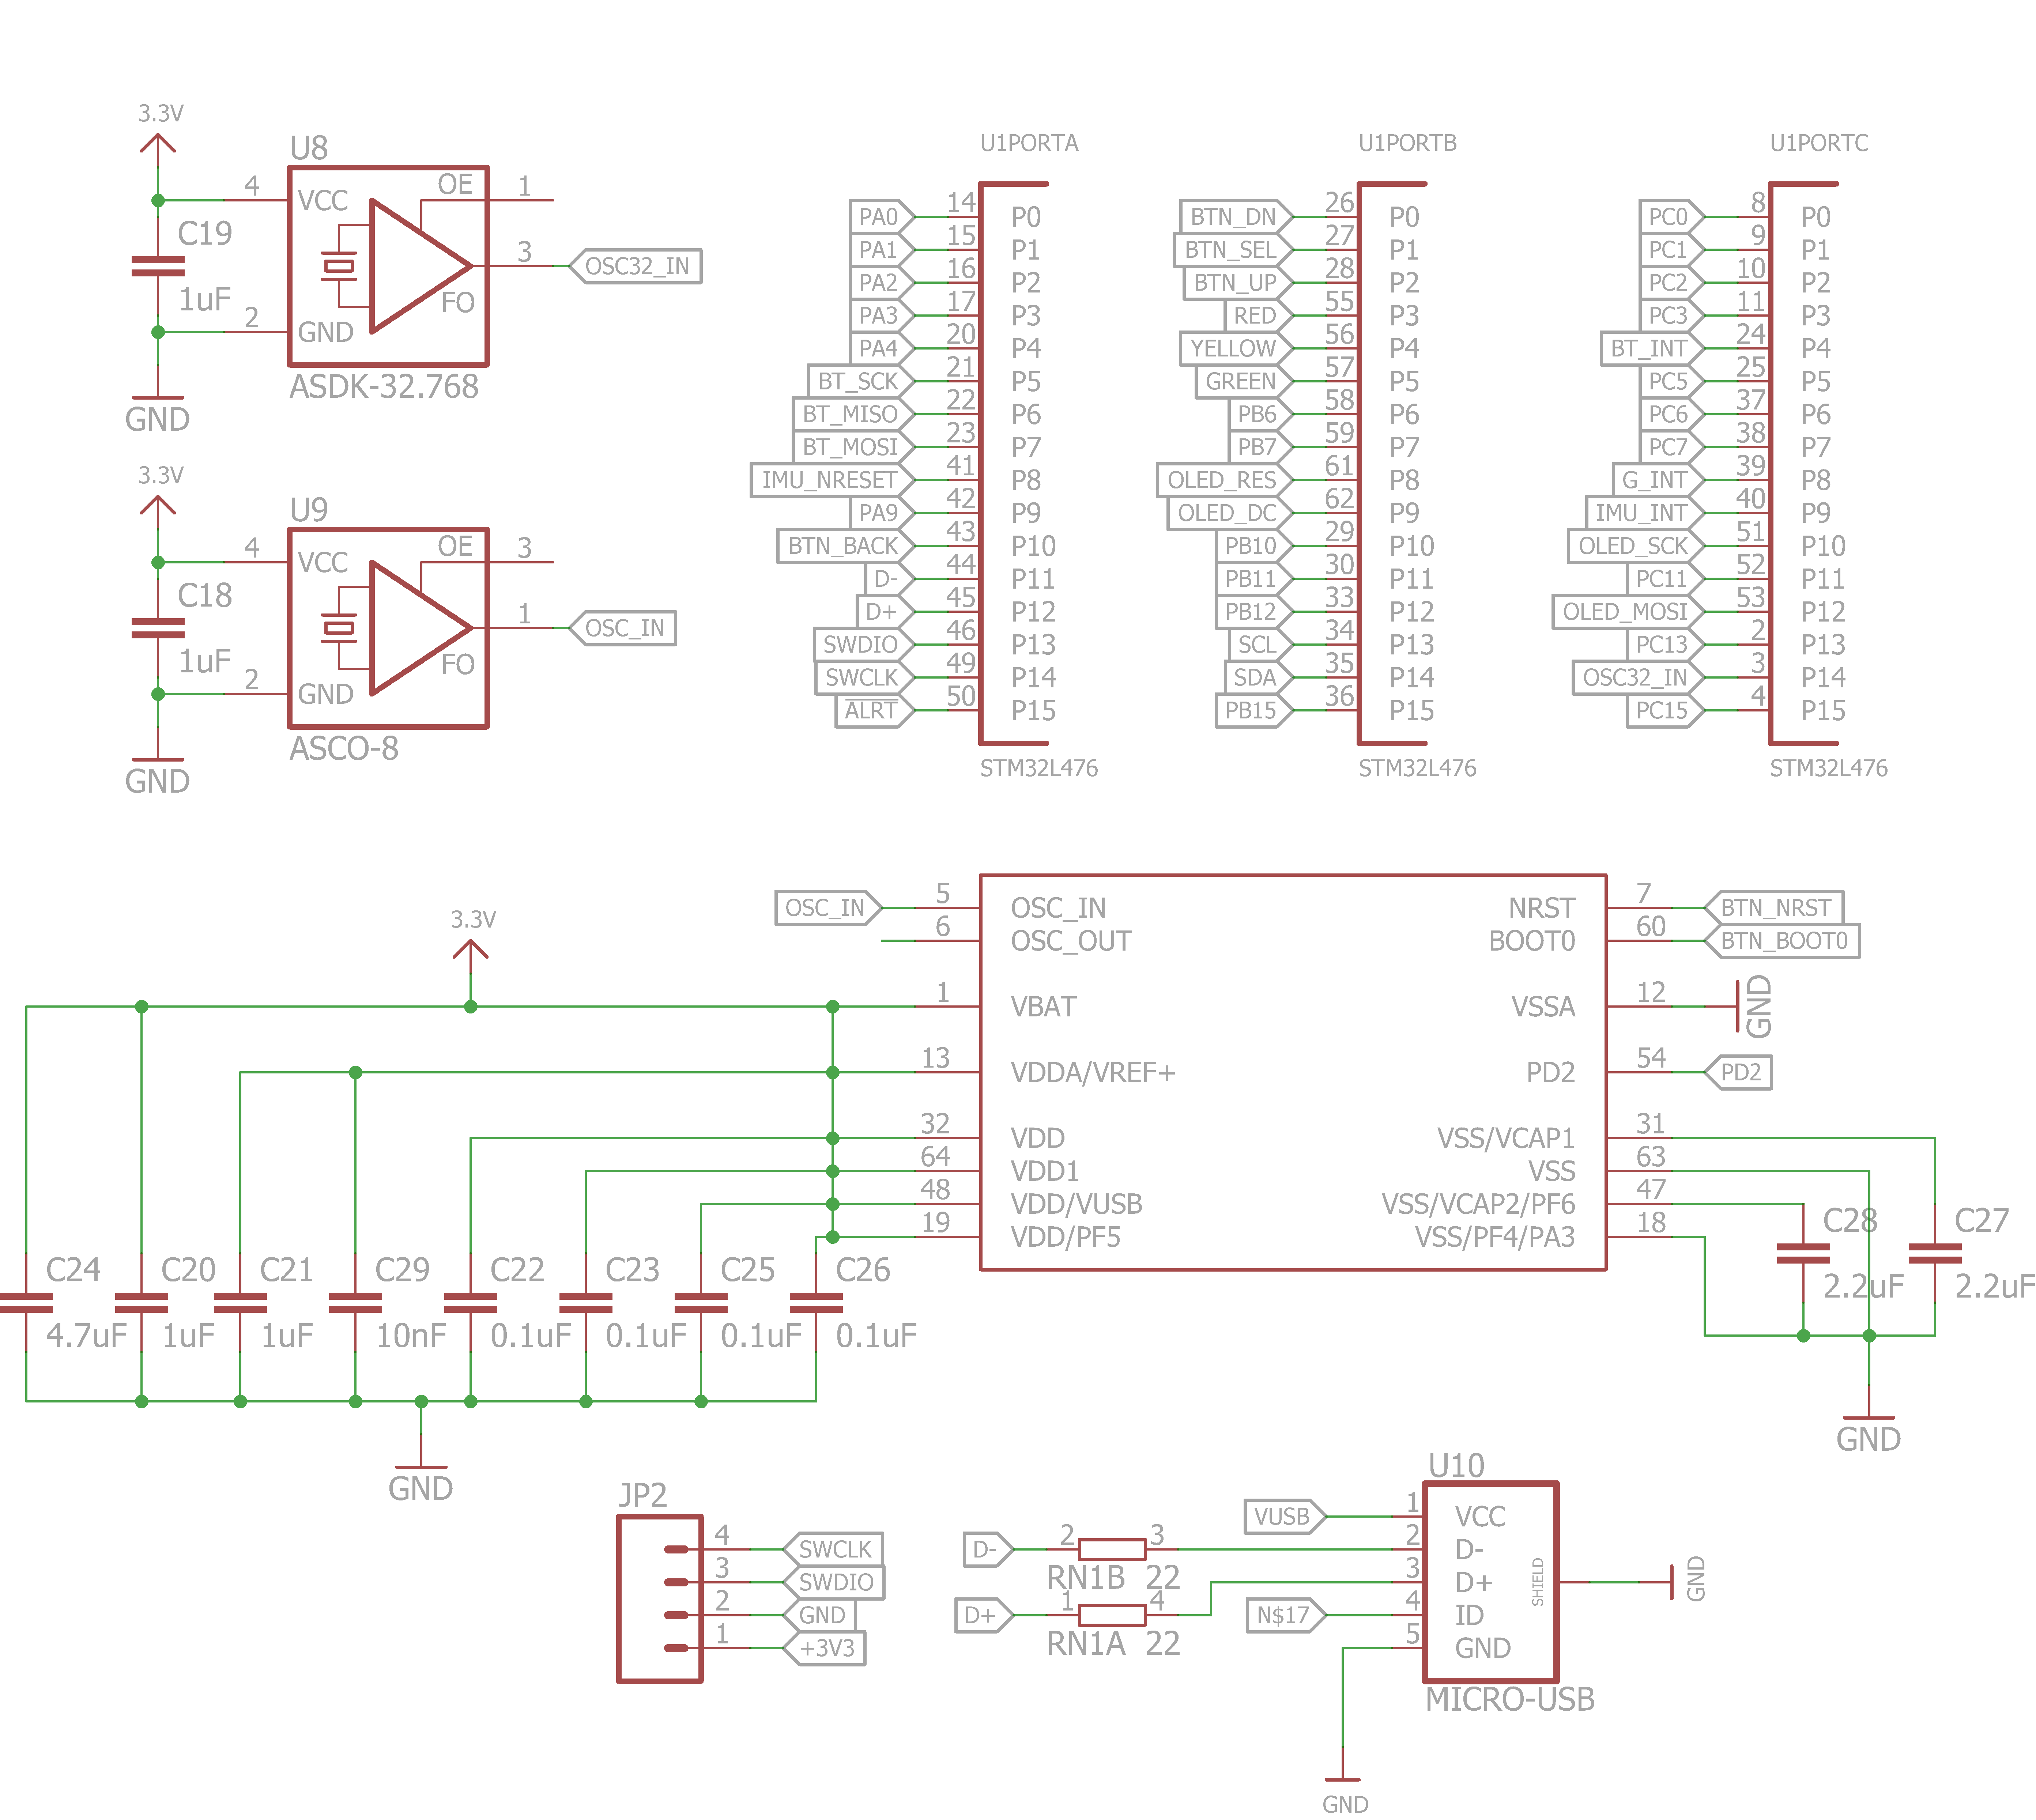 3.3V
U8
4
VCC
OE
1
C19
3
OSC32_IN
1uF
FO
2
GND
GND
ASDK-32.768
3.3V
U9
4
VCC
OE
3
C18
1
OSC_IN
1uF
FO
2
GND
GND
ASCO-8
U1PORTA
PA0 14 P0
PA1 15 P1
PA2 16 P2
PA3 17 P3
PA4 20 P4
BT_SCK 21 P5
BT_MISO 22 P6
BT_MOSI 23 P7
IMU_NRESET 41 P8
PA9 42 P9
BTN_BACK 43 P10
D- 44 P11
D+ 45 P12
SWDIO 46 P13
SWCLK 49 P14
ALRT 50 P15
STM32L476
U1PORTB
BTN_DN 26 P0
BTN_SEL 27 P1
BTN_UP 28 P2
RED 55 P3
YELLOW 56 P4
GREEN 57 P5
PB6 58 P6
PB7 59 P7
OLED_RES 61 P8
OLED_DC 62 P9
PB10 29 P10
PB11 30 P11
PB12 33 P12
SCL 34 P13
SDA 35 P14
PB15 36 P15
STM32L476
U1PORTC
PC0 8 P0
PC1 9 P1
PC2 10 P2
PC3 11 P3
BT_INT 24 P4
PC5 25 P5
PC6 37 P6
PC7 38 P7
G_INT 39 P8
IMU_INT 40 P9
OLED_SCK 51 P10
PC11 52 P11
OLED_MOSI 53 P12
PC13 2 P13
OSC32_IN 3 P14
PC15 4 P15
STM32L476
OSC_IN 5 OSC_IN NRST 7 BTN_NRST
6 OSC_OUT BOOT0 60 BTN_BOOT0
3.3V
1 VBAT VSSA 12 GND
13 VDDA/VREF+ PD2 54 PD2
32 VDD VSS/VCAP1 31
64 VDD1 VSS 63
48 VDD/VUSB VSS/VCAP2/PF6 47
19 VDD/PF5 VSS/PF4/PA3 18
C28 C27
2.2uF 2.2uF
GND
C24 C20 C21 C29 C22 C23 C25 C26
4.7uF 1uF 1uF 10nF 0.1uF 0.1uF 0.1uF 0.1uF
GND
JP2
4 SWCLK
3 SWDIO
2 GND
1 +3V3
U10
VUSB 1 VCC
D- 2 3 2 D-
RN1B 22
3 D+
SHIELD
GND
D+ 1 4
RN1A 22
N$17 4 ID
5 GND
MICRO-USB
GND